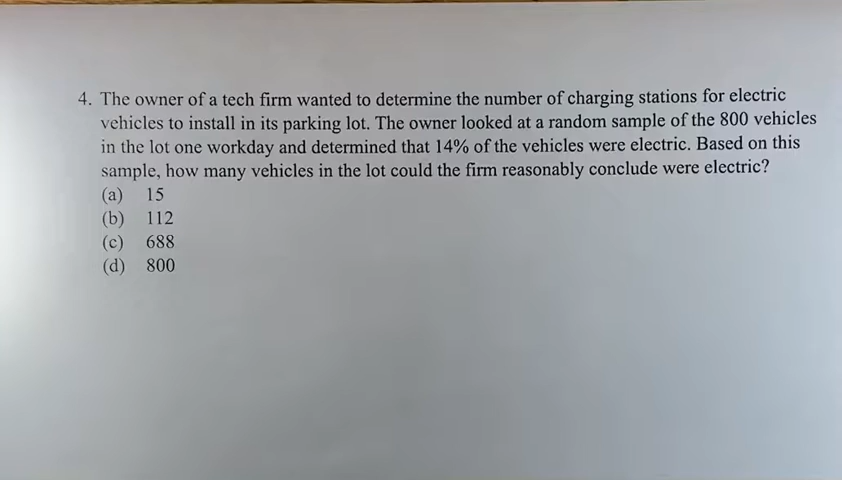 4. The owner of a tech firm wanted to determine the number of charging stations for electric
vehicles to install in its parking lot. The owner looked at a random sample of the 800 vehicles
in the lot one workday and determined that 14% of the vehicles were electric. Based on this
sample, how many vehicles in the lot could the firm reasonably conclude were electric?
(a) 15
(b) 112
(c) 688
(d) 800